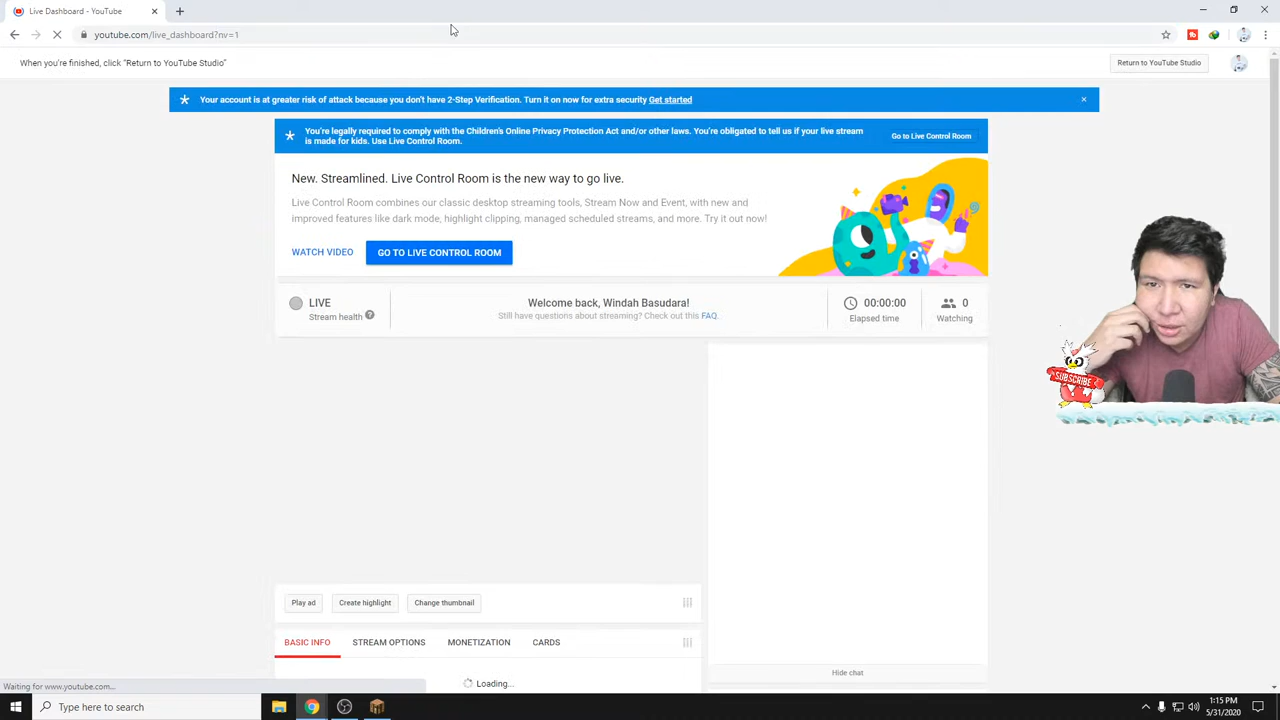 Live Dashboard - YouTube
youtube.com/live_dashboard?nv=1
When you're finished, click "Return to YouTube Studio"
Return to YouTube Studio
Your account is at greater risk of attack because you don't have 2-Step Verification. Turn it on now for extra security Get started
You're legally required to comply with the Children's Online Privacy Protection Act and/or other laws. You're obligated to tell us if your live stream
is made for kids. Use Live Control Room.
Go to Live Control Room
New. Streamlined. Live Control Room is the new way to go live.
Live Control Room combines our classic desktop streaming tools, Stream Now and Event, with new and
improved features like dark mode, highlight clipping, managed scheduled streams, and more. Try it out now!
WATCH VIDEO
GO TO LIVE CONTROL ROOM
LIVE
Stream health
Welcome back, Windah Basudara!
Still have questions about streaming? Check out this FAQ.
00:00:00
Elapsed time
0
Watching
SUBSCRIBE
Play ad
Create highlight
Change thumbnail
BASIC INFO
STREAM OPTIONS
MONETIZATION
CARDS
Hide chat
Loading...
Waiting for www.youtube.com...
Type here to search
1:15 PM
5/31/2020